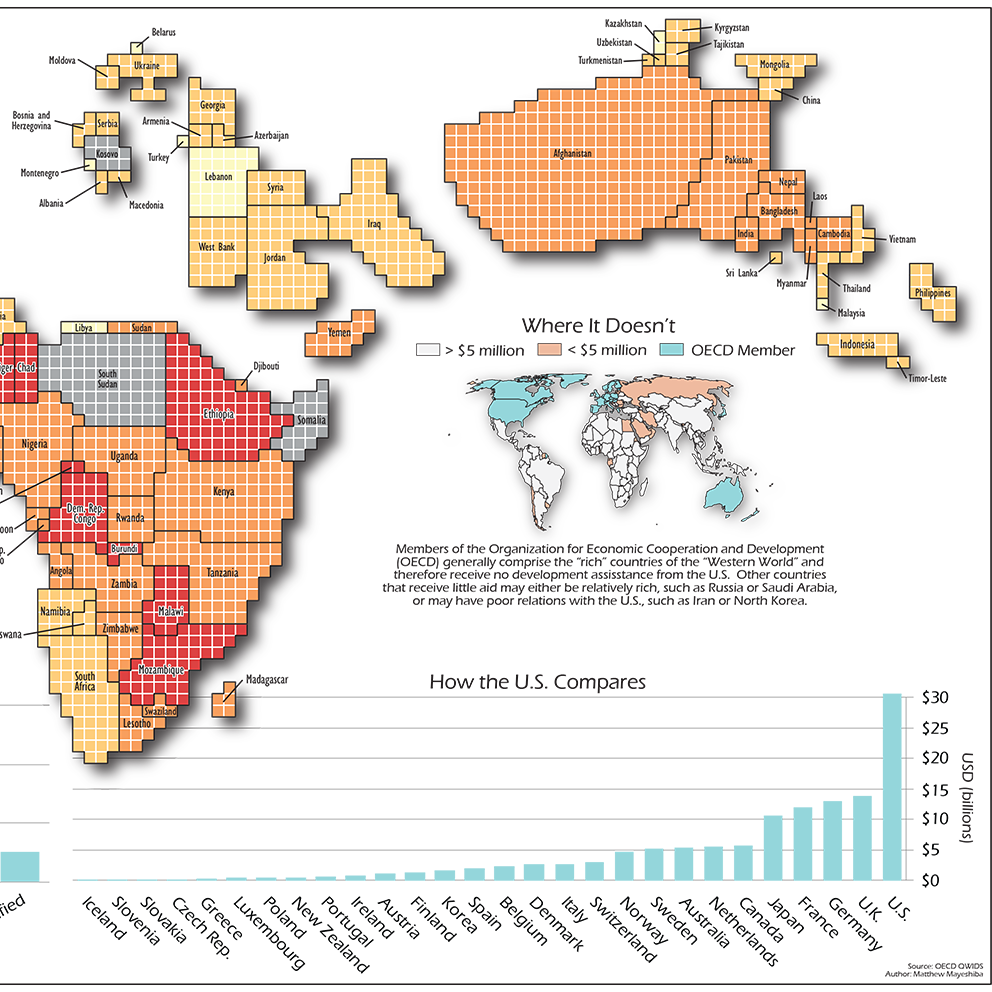 Belarus
Moldova
Ukraine
Bosnia and
Herzegovina
Serbia
Kosovo
Montenegro
Albania
Macedonia
Georgia
Armenia
Azerbaijan
Turkey
Lebanon
Syria
West Bank
Jordan
Iraq
Kazakhstan
Kyrgyzstan
Uzbekistan
Tajikistan
Turkmenistan
Mongolia
China
Afghanistan
Pakistan
Nepal
Laos
Bangladesh
India
Cambodia
Vietnam
Sri Lanka
Myanmar
Thailand
Malaysia
Philippines
Indonesia
Timor-Leste
ia
Libya
Sudan
Yemen
ger
Chad
South
Sudan
Djibouti
Ethiopia
Somalia
Nigeria
Uganda
Kenya
n
Dem. Rep.
Congo
Rwanda
oon
p.
o
Burundi
Angola
Zambia
Tanzania
Namibia
Malawi
swana
Zimbabwe
South
Africa
Mozambique
Madagascar
Swaziland
Lesotho
Where It Doesn't
> $5 million
< $5 million
OECD Member
Members of the Organization for Economic Cooperation and Development
(OECD) generally comprise the "rich" countries of the "Western World" and
therefore receive no development assisstance from the U.S. Other countries
that receive little aid may either be relatively rich, such as Russia or Saudi Arabia,
or may have poor relations with the U.S., such as Iran or North Korea.
How the U.S. Compares
$30
$25
$20
$15
$10
$5
$0
USD (billions)
fied
Iceland
Slovenia
Slovakia
Czech Rep.
Greece
Luxembourg
Poland
New Zealand
Portugal
Ireland
Austria
Finland
Korea
Spain
Belgium
Denmark
Italy
Switzerland
Norway
Sweden
Australia
Netherlands
Canada
Japan
France
Germany
U.K.
U.S.
Source: OECD QWIDS
Author: Matthew Mayeshiba